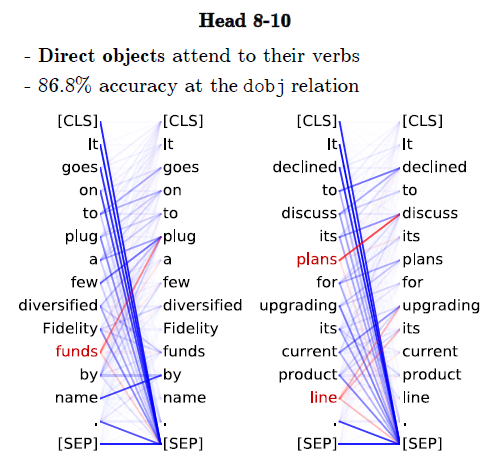 Head 8-10
- Direct objects attend to their verbs
- 86.8% accuracy at the dobj relation
[CLS] [CLS] [CLS] [CLS]
It It It It
goes goes declined declined
on on to to
to to discuss discuss
plug plug its its
a a plans plans
few few for for
diversified diversified upgrading upgrading
Fidelity Fidelity its its
funds funds current current
by by product product
name name line line
. . . .
[SEP] [SEP] [SEP] [SEP]